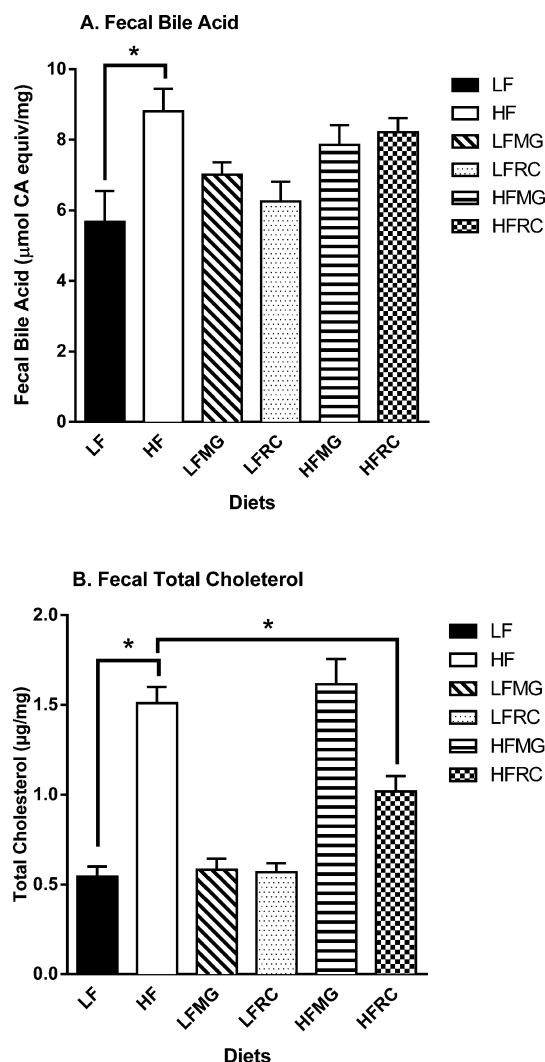 A. Fecal Bile Acid
*
Fecal Bile Acid (μmol CA equiv/mg)
10
8
6
4
2
0
LF
HF
LFMG
LFRC
HFMG
HFRC
Diets
LF
HF
LFMG
LFRC
HFMG
HFRC
B. Fecal Total Choleterol
*
*
Total Cholesterol (µg/mg)
2.0
1.5
1.0
0.5
0.0
LF
HF
LFMG
LFRC
HFMG
HFRC
Diets
LF
HF
LFMG
LFRC
HFMG
HFRC